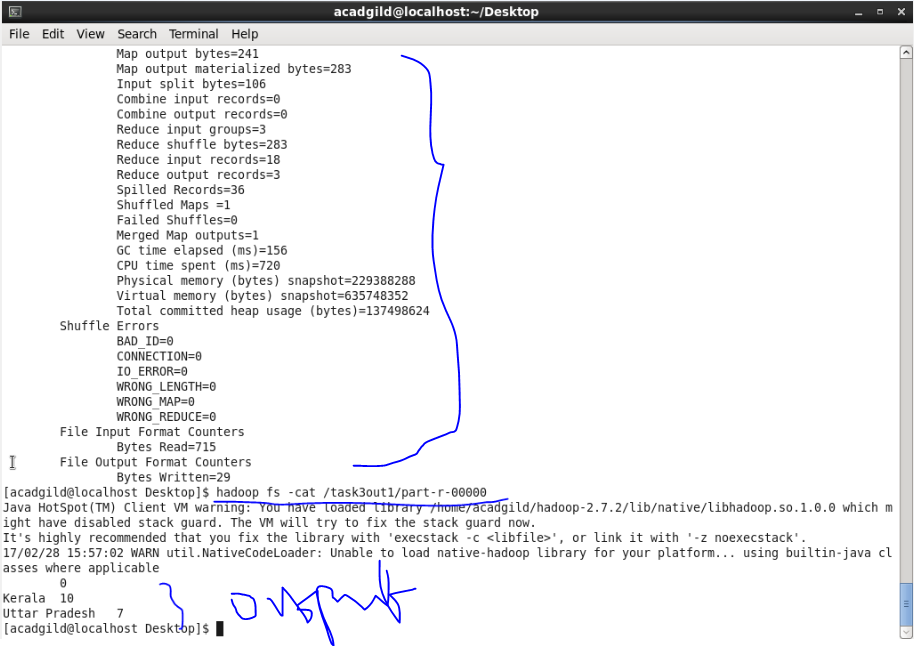 acadgild@localhost:~/Desktop
File Edit View Search Terminal Help
Map output bytes=241
Map output materialized bytes=283
Input split bytes=106
Combine input records=0
Combine output records=0
Reduce input groups=3
Reduce shuffle bytes=283
Reduce input records=18
Reduce output records=3
Spilled Records=36
Shuffled Maps =1
Failed Shuffles=0
Merged Map outputs=1
GC time elapsed (ms)=156
CPU time spent (ms)=720
Physical memory (bytes) snapshot=229388288
Virtual memory (bytes) snapshot=635748352
Total committed heap usage (bytes)=137498624
Shuffle Errors
BAD_ID=0
CONNECTION=0
IO_ERROR=0
WRONG_LENGTH=0
WRONG_MAP=0
WRONG_REDUCE=0
File Input Format Counters
Bytes Read=715
File Output Format Counters
Bytes Written=29
[acadgild@localhost Desktop]$ hadoop fs -cat /task3out1/part-r-00000
Java HotSpot(TM) Client VM warning: You have loaded library /home/acadgild/hadoop-2.7.2/lib/native/libhadoop.so.1.0.0 which m
ight have disabled stack guard. The VM will try to fix the stack guard now.
It's highly recommended that you fix the library with 'execstack -c <libfile>', or link it with '-z noexecstack'.
17/02/28 15:57:02 WARN util.NativeCodeLoader: Unable to load native-hadoop library for your platform... using builtin-java cl
asses where applicable
0
Kerala 10
Uttar Pradesh 7
output
[acadgild@localhost Desktop]$